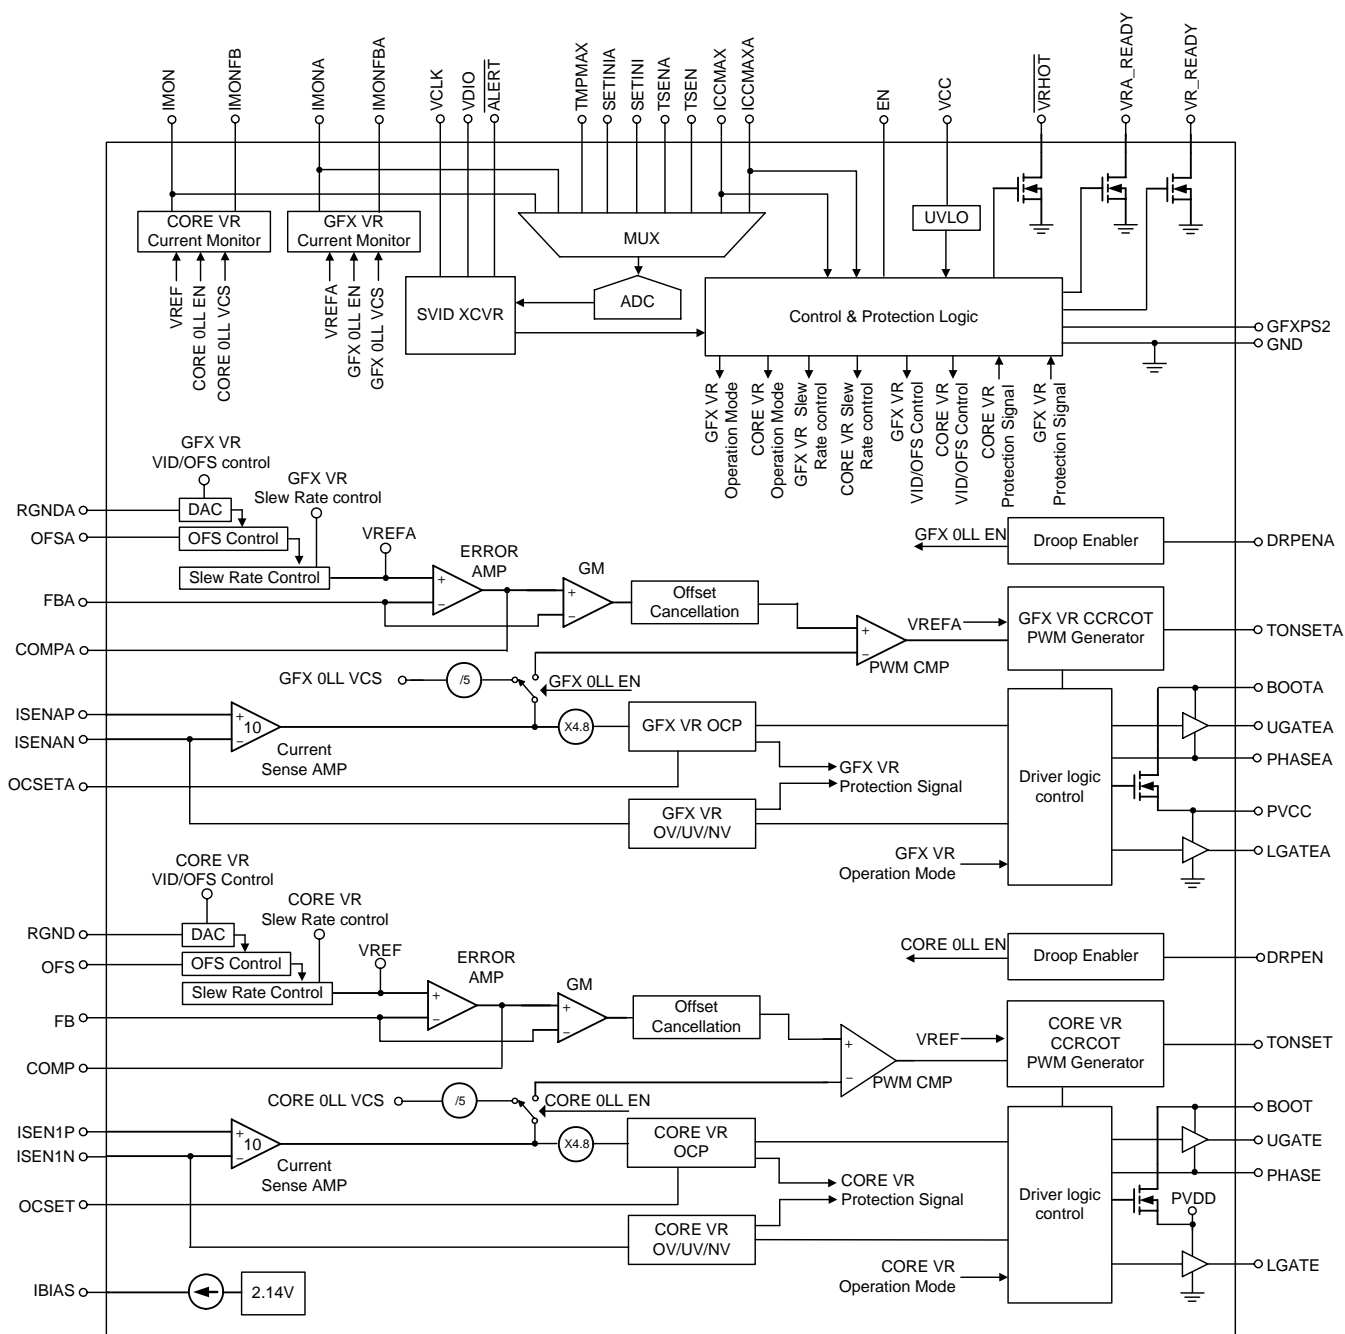 IMON
IMONFB
IMONA
IMONFBA
VCLK
VDIO
ALERT
TMPMAX
SETINIA
SETINI
TSENA
TSEN
ICCMAX
ICCMAXA
EN
VCC
VRHOT
VRA_READY
VR_READY
CORE VR
Current Monitor
GFX VR
Current Monitor
MUX
UVLO
VREF
CORE 0LL EN
CORE 0LL VCS
VREFA
GFX 0LL EN
GFX 0LL VCS
SVID XCVR
ADC
Control & Protection Logic
GFXPS2
GND
GFX VR
Operation Mode
CORE VR
Operation Mode
GFX VR Slew
Rate control
CORE VR Slew
Rate control
GFX VR
VID/OFS Control
CORE VR
VID/OFS Control
CORE VR
Protection Signal
GFX VR
Protection Signal
GFX VR
VID/OFS control
GFX VR
Slew Rate control
RGNDA
DAC
OFSA
OFS Control
VREFA
Slew Rate Control
ERROR
AMP
+
−
GM
+
−
Offset
Cancellation
GFX 0LL EN
Droop Enabler
DRPENA
FBA
COMPA
+
−
PWM CMP
VREFA
GFX VR CCRCOT
PWM Generator
TONSETA
GFX 0LL VCS
/5
GFX 0LL EN
ISENAP
ISENAN
+
10
−
Current
Sense AMP
X4.8
GFX VR OCP
BOOTA
UGATEA
PHASEA
OCSETA
GFX VR
Protection Signal
Driver logic
control
GFX VR
OV/UV/NV
PVCC
LGATEA
GFX VR
Operation Mode
CORE VR
VID/OFS Control
CORE VR
Slew Rate control
RGND
DAC
OFS
OFS Control
VREF
Slew Rate Control
ERROR
AMP
+
−
GM
+
−
Offset
Cancellation
CORE 0LL EN
Droop Enabler
DRPEN
FB
COMP
+
−
PWM CMP
VREF
CORE VR
CCRCOT
PWM Generator
TONSET
CORE 0LL VCS
/5
CORE 0LL EN
ISEN1P
ISEN1N
+
10
−
Current
Sense AMP
X4.8
CORE VR
OCP
BOOT
UGATE
PHASE
OCSET
CORE VR
Protection Signal
Driver logic
control
PVDD
CORE VR
OV/UV/NV
LGATE
CORE VR
Operation Mode
IBIAS
2.14V